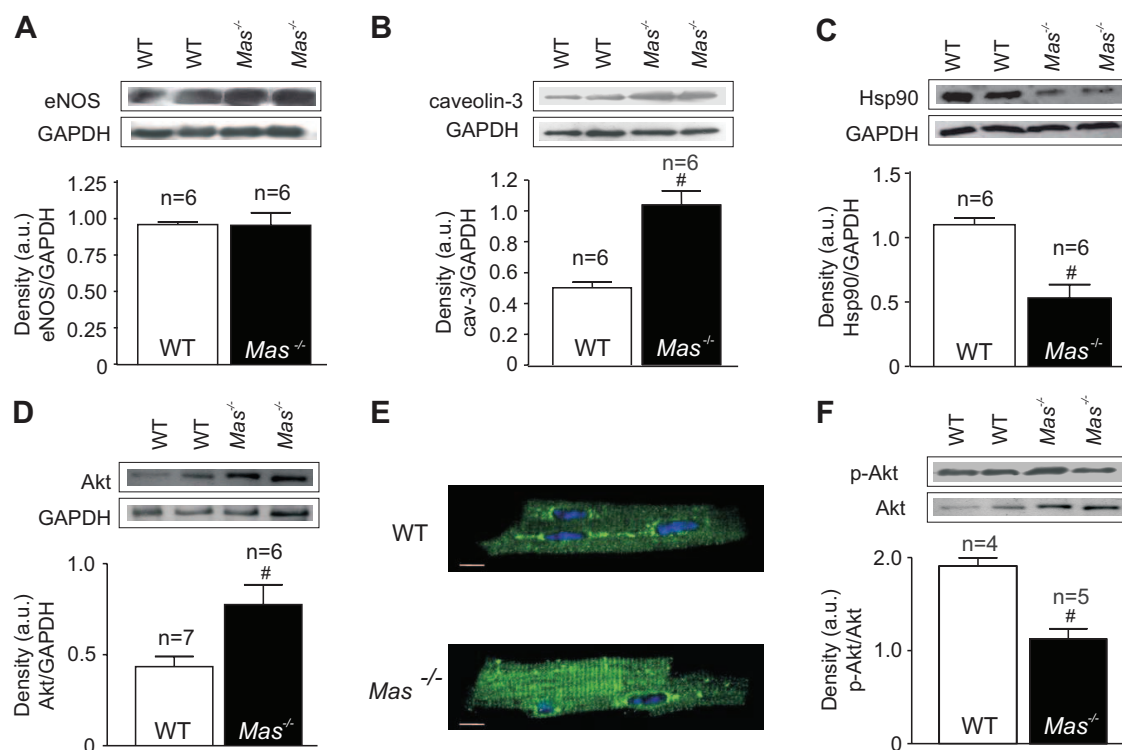 A
WT WT Mas-/- Mas-/-
eNOS
GAPDH
Density (a.u.)
eNOS/GAPDH
1.25
1.00
0.75
0.50
0.25
0
n=6 n=6
WT Mas -/-
B
WT WT Mas-/- Mas-/-
caveolin-3
GAPDH
Density (a.u.)
cav-3/GAPDH
1.2
1.0
0.8
0.6
0.4
0.2
0
n=6
#
n=6
WT Mas -/-
C
WT WT Mas-/- Mas-/-
Hsp90
GAPDH
Density (a.u.)
Hsp90/GAPDH
1.5
1.0
0.5
0
n=6
n=6
#
WT Mas-/-
D
WT WT Mas-/- Mas-/-
Akt
GAPDH
Density (a.u.)
Akt/GAPDH
1.0
0.5
0
n=6
#
n=7
WT Mas-/-
E
WT
Mas -/-
F
WT WT Mas-/- Mas-/-
p-Akt
Akt
Density (a.u.)
p-Akt/Akt
2.0
1.0
0
n=4
n=5
#
WT Mas-/-